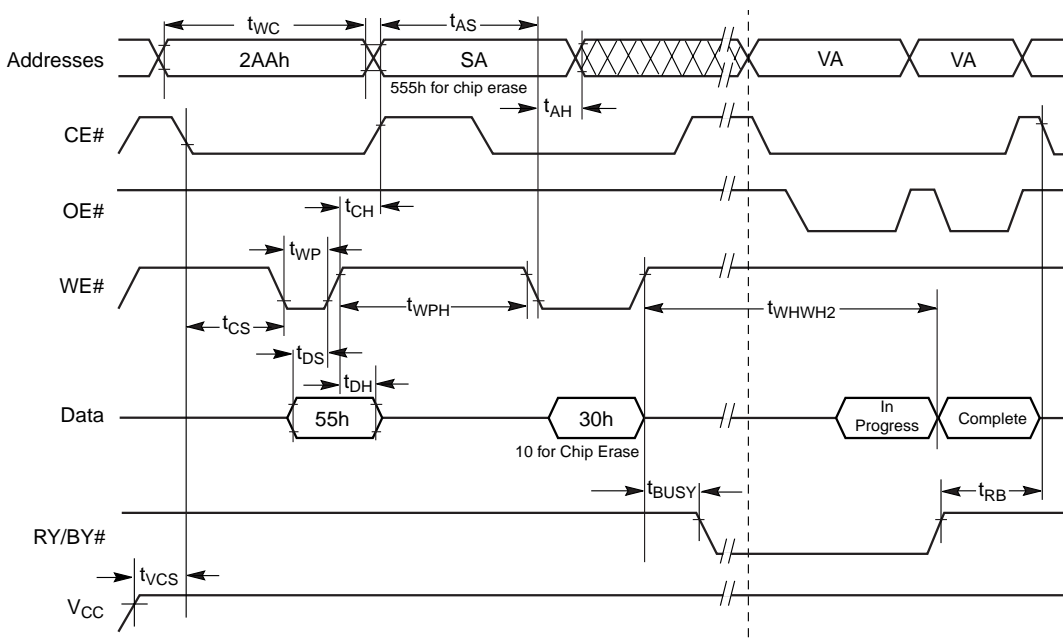 tWC
tAS
Addresses
2AAh
SA
VA
VA
555h for chip erase
tAH
CE#
OE#
tCH
tWP
WE#
tWPH
tWHWH2
tCS
tDS
tDH
Data
55h
30h
In
Progress
Complete
10 for Chip Erase
tBUSY
tRB
RY/BY#
tVCS
VCC